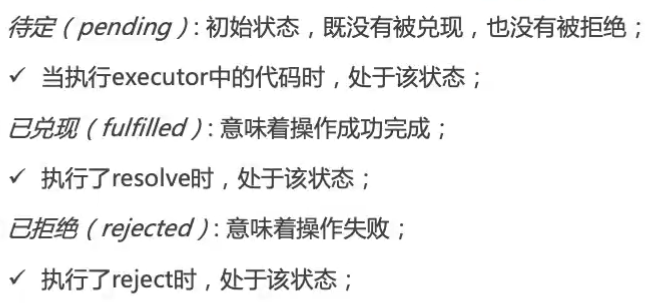 待定（pending）: 初始状态，既没有被兑现，也没有被拒绝；
✓ 当执行executor中的代码时，处于该状态；
已兑现（fulfilled）: 意味着操作成功完成；
✓ 执行了resolve时，处于该状态；
已拒绝（rejected）: 意味着操作失败；
✓ 执行了reject时，处于该状态；